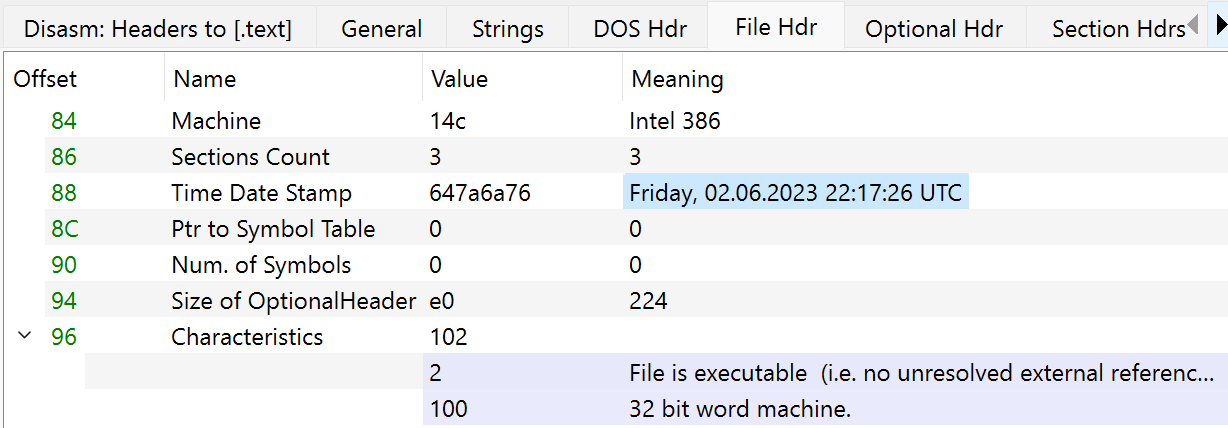 Disasm: Headers to [.text] General Strings DOS Hdr File Hdr Optional Hdr Section Hdrs
Offset Name Value Meaning
84 Machine 14c Intel 386
86 Sections Count 3 3
88 Time Date Stamp 647a6a76 Friday, 02.06.2023 22:17:26 UTC
8C Ptr to Symbol Table 0 0
90 Num. of Symbols 0 0
94 Size of OptionalHeader e0 224
96 Characteristics 102
2 File is executable (i.e. no unresolved external referenc...
100 32 bit word machine.